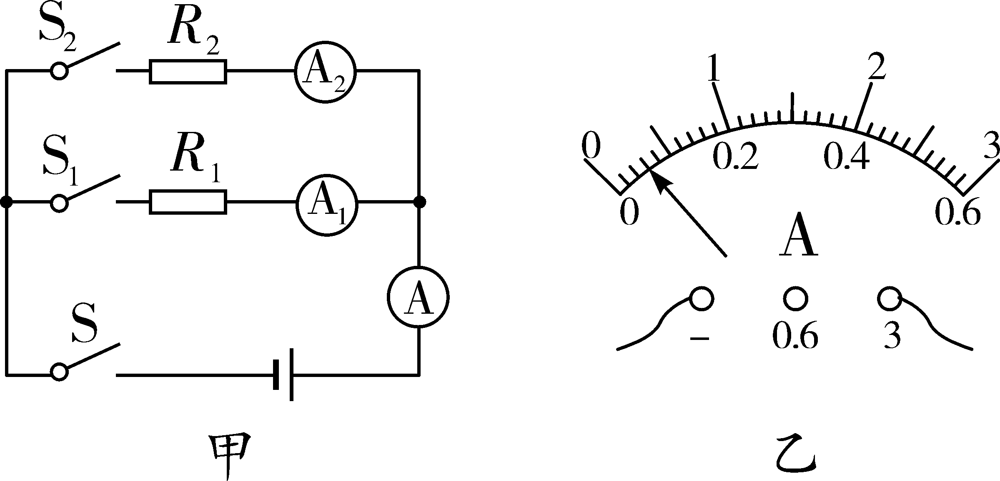 S₂ R₂ A₂
S₁ R₁ A₁
A
S
甲
1 2
0 3
0.2 0.4
0 0.6
A
− 0.6 3
乙